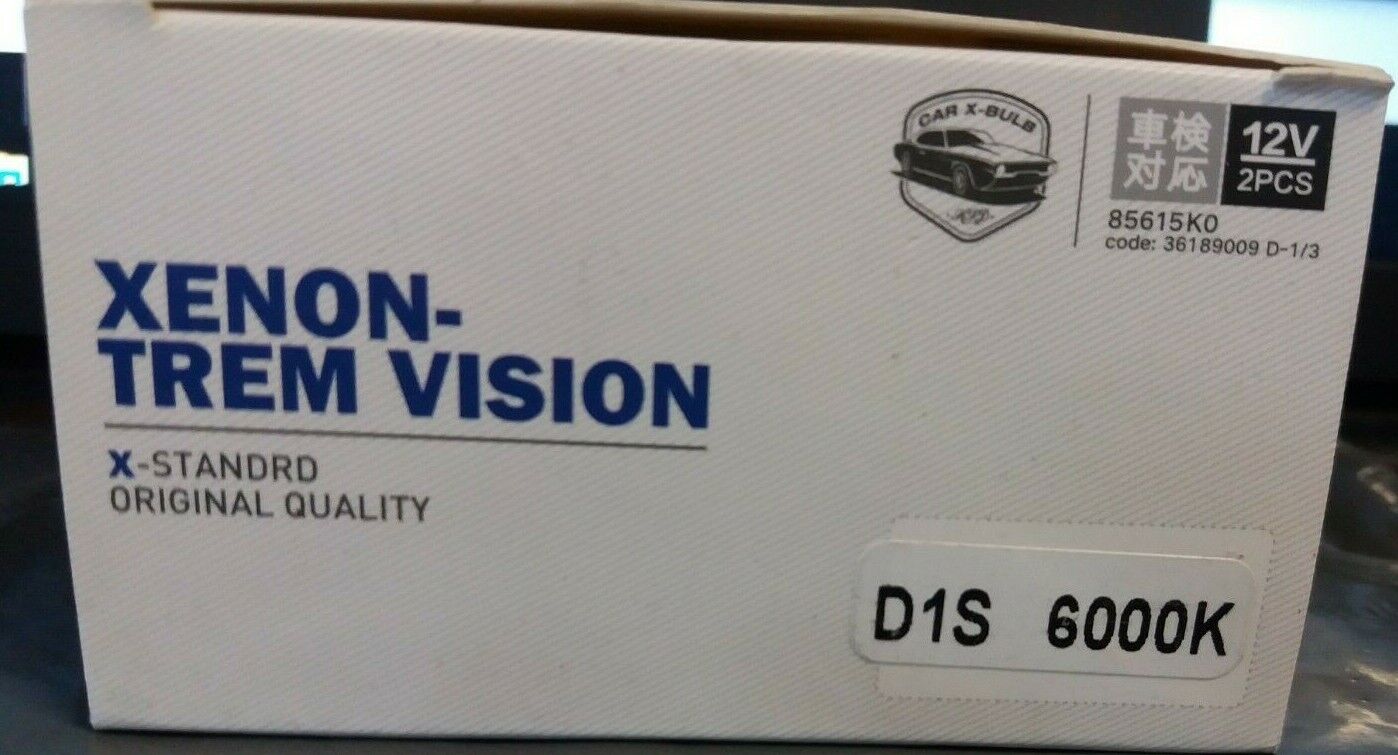 CAR X-BULB
車検
対応
12V
2PCS
85615K0
code: 36189009 D-1/3
XENON-
TREM VISION
X-STANDRD
ORIGINAL QUALITY
D1S 6000K